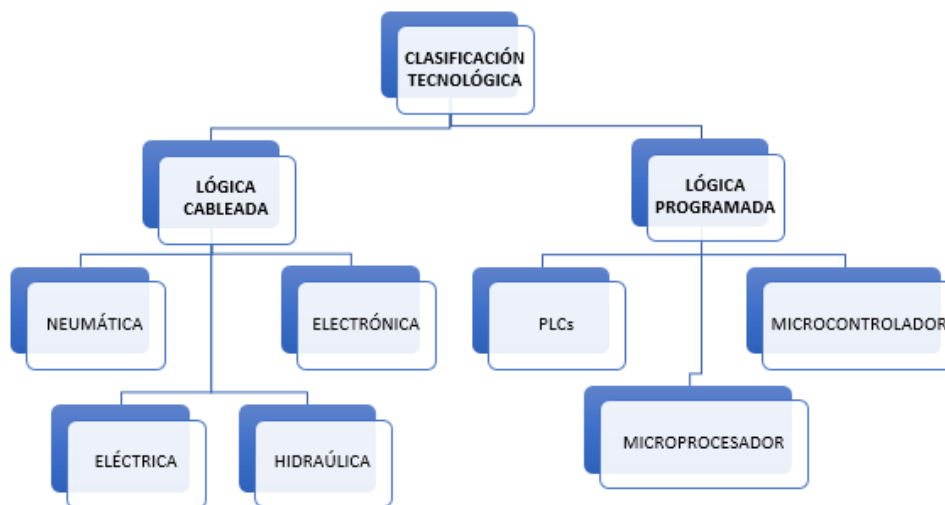 CLASIFICACIÓN
TECNOLÓGICA
LÓGICA
CABLEADA
LÓGICA
PROGRAMADA
NEUMÁTICA
ELECTRÓNICA
PLCs
MICROCONTROLADOR
ELÉCTRICA
HIDRAÚLICA
MICROPROCESADOR